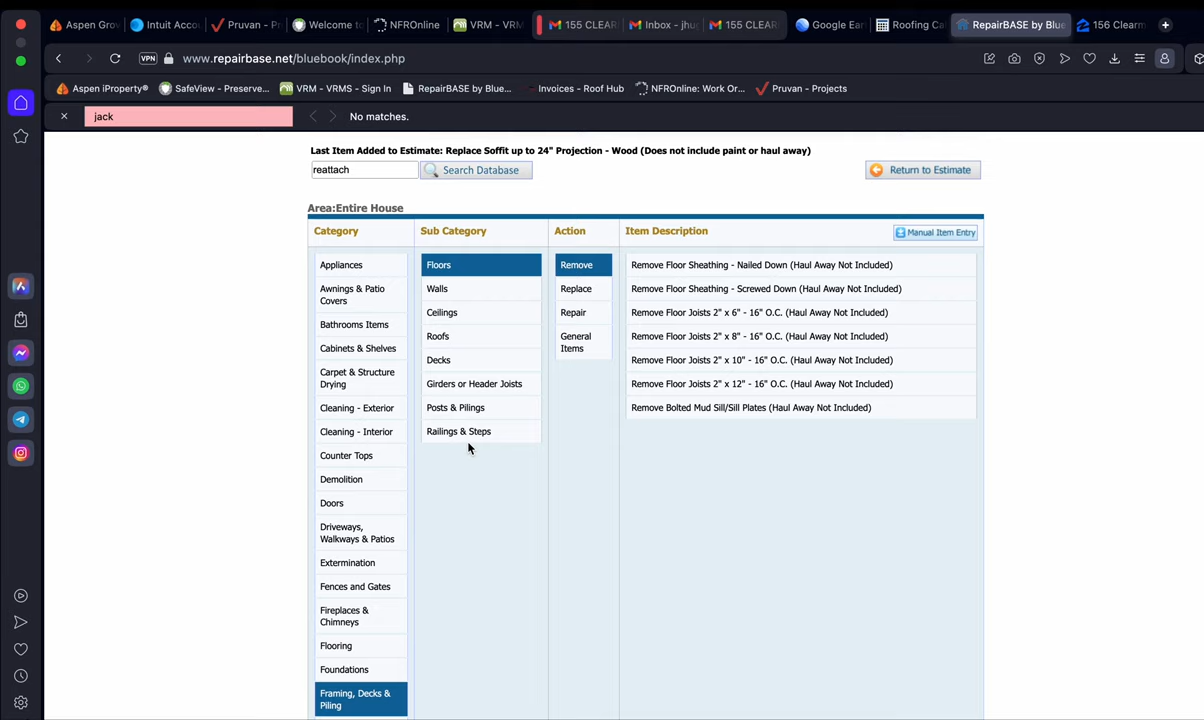 Aspen Grov
Intuit Acco
Pruvan - P
Welcome to
NFROnline
VRM - VR
155 CLEAR
Inbox - jhu
155 CLEAR
Google Ear
Roofing Ca
RepairBASE by Blue
156 Clearm
VPN
www.repairbase.net/bluebook/index.php
Aspen iProperty®
SafeView - Preserve...
VRM - VRMS - Sign In
RepairBASE by Blue...
Invoices - Roof Hub
NFROnline: Work Or...
Pruvan - Projects
jack
No matches.
Last Item Added to Estimate: Replace Soffit up to 24" Projection - Wood (Does not include paint or haul away)
reattach
Search Database
Return to Estimate
Area:Entire House
Category
Sub Category
Action
Item Description
Manual Item Entry
Appliances
Awnings & Patio
Covers
Bathrooms Items
Cabinets & Shelves
Carpet & Structure
Drying
Cleaning - Exterior
Cleaning - Interior
Counter Tops
Demolition
Doors
Driveways,
Walkways & Patios
Extermination
Fences and Gates
Fireplaces &
Chimneys
Flooring
Foundations
Framing, Decks &
Piling
Floors
Walls
Ceilings
Roofs
Decks
Girders or Header Joists
Posts & Pilings
Railings & Steps
Remove
Replace
Repair
General
Items
Remove Floor Sheathing - Nailed Down (Haul Away Not Included)
Remove Floor Sheathing - Screwed Down (Haul Away Not Included)
Remove Floor Joists 2" x 6" - 16" O.C. (Haul Away Not Included)
Remove Floor Joists 2" x 8" - 16" O.C. (Haul Away Not Included)
Remove Floor Joists 2" x 10" - 16" O.C. (Haul Away Not Included)
Remove Floor Joists 2" x 12" - 16" O.C. (Haul Away Not Included)
Remove Bolted Mud Sill/Sill Plates (Haul Away Not Included)